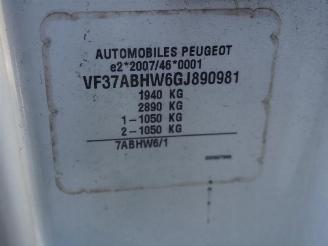 AUTOMOBILES PEUGEOT
e2*2007/46*0001
VF37ABHW6GJ890981
1940 KG
2890 KG
1-1050 KG
2-1050 KG
7ABHW6/1